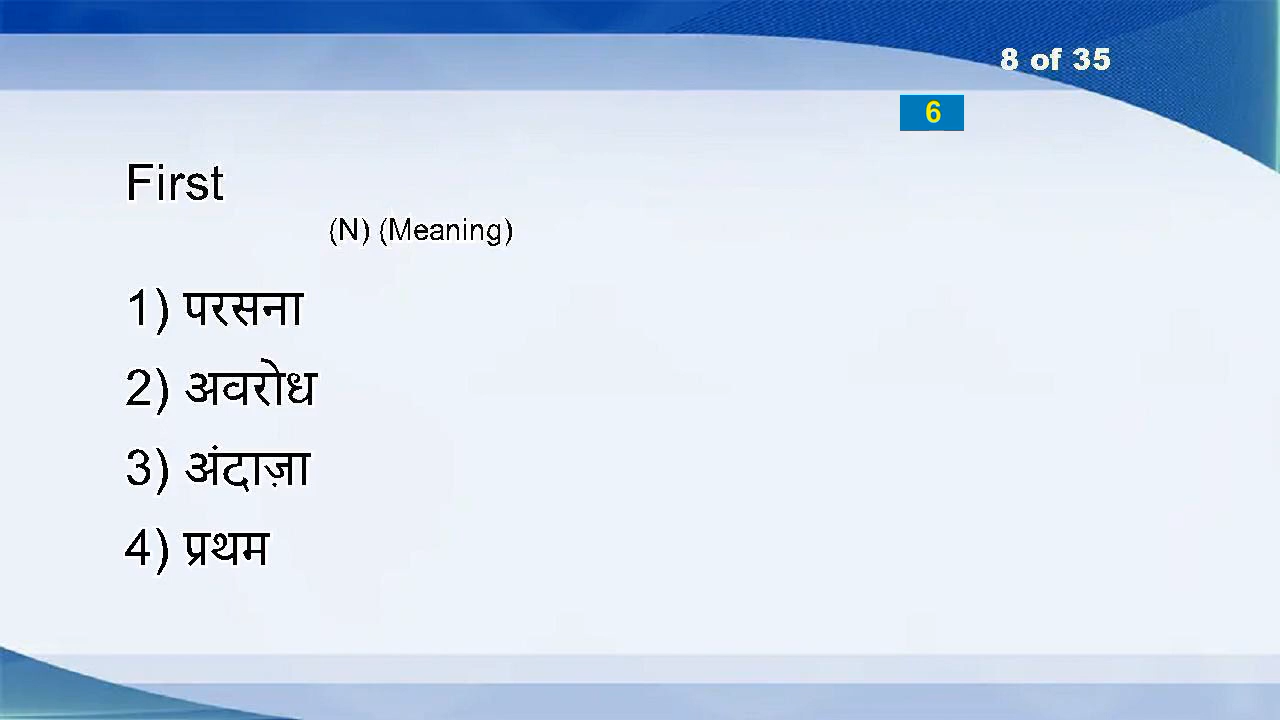 8 of 35
6
First
(N) (Meaning)
1) परसना
2) अवरोध
3) अंदाज़ा
4) प्रथम